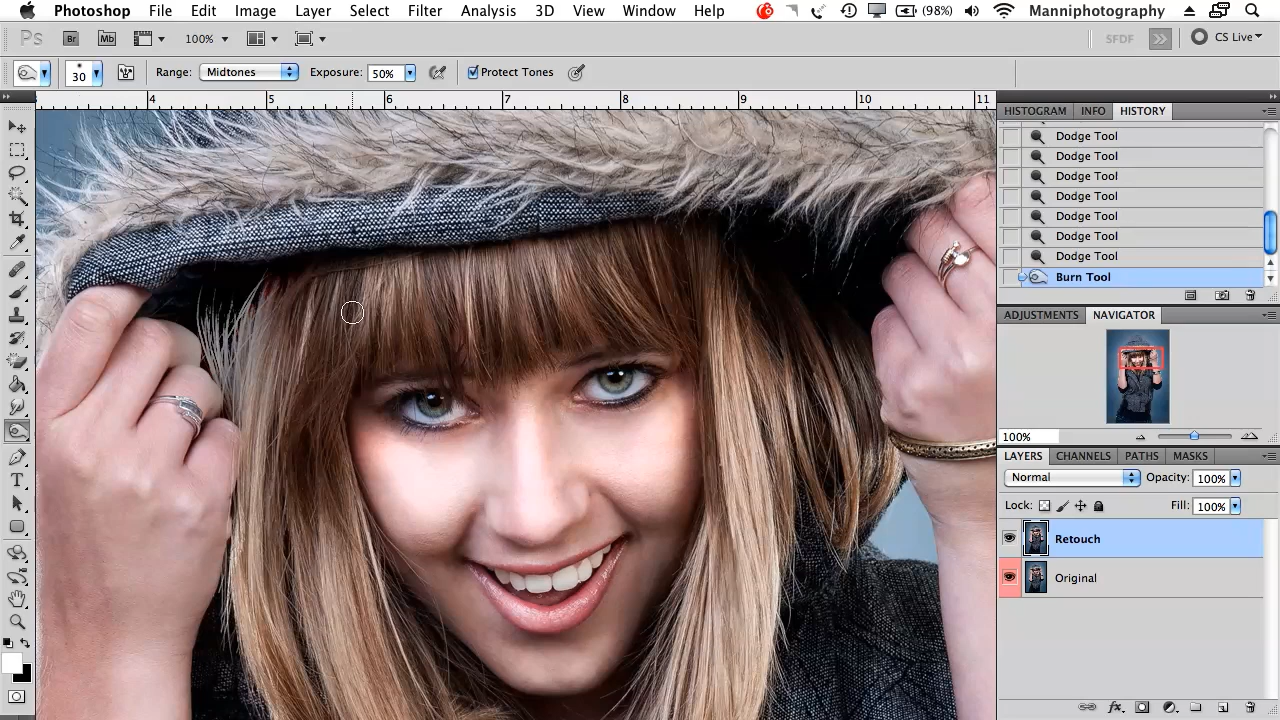 Photoshop File Edit Image Layer Select Filter Analysis 3D View Window Help (98%) Manniphotography
Ps Br Mb 100% SFDF CS Live
30 Range: Midtones Exposure: 50% Protect Tones
4 5 6 7 8 9 10 11
HISTOGRAM INFO HISTORY
Dodge Tool
Dodge Tool
Dodge Tool
Dodge Tool
Dodge Tool
Dodge Tool
Dodge Tool
Burn Tool
ADJUSTMENTS NAVIGATOR
100%
LAYERS CHANNELS PATHS MASKS
Normal Opacity: 100%
Lock: Fill: 100%
Retouch
Original